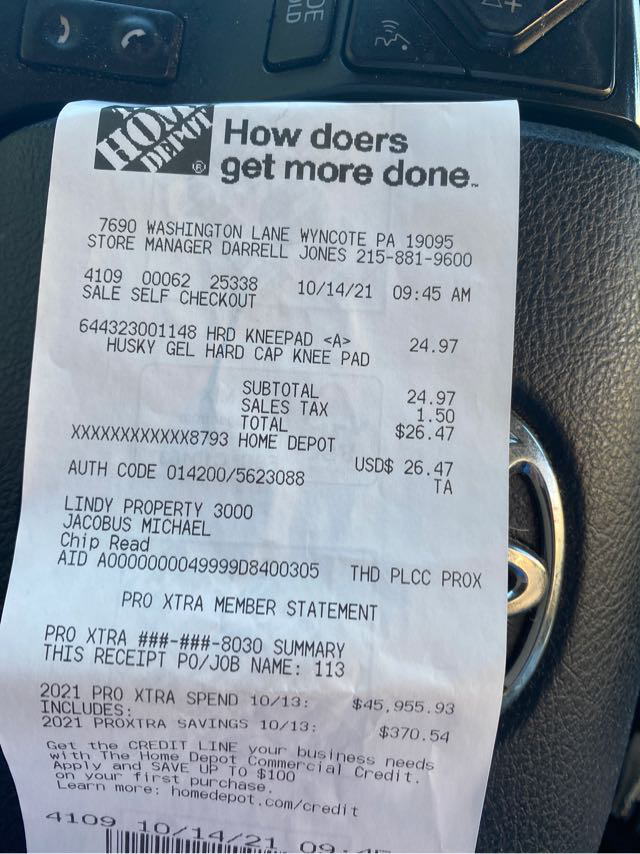 THE HOME DEPOT ®
How doers
get more done™
7690 WASHINGTON LANE WYNCOTE PA 19095
STORE MANAGER DARRELL JONES 215-881-9600
4109 00062 25338 10/14/21 09:45 AM
SALE SELF CHECKOUT
644323001148 HRD KNEEPAD <A> 24.97
HUSKY GEL HARD CAP KNEE PAD
SUBTOTAL 24.97
SALES TAX 1.50
TOTAL $26.47
XXXXXXXXXXXX8793 HOME DEPOT
USD$ 26.47
AUTH CODE 014200/5623088 TA
LINDY PROPERTY 3000
JACOBUS MICHAEL
Chip Read
AID A0000000049999D8400305 THD PLCC PROX
PRO XTRA MEMBER STATEMENT
PRO XTRA ###-###-8030 SUMMARY
THIS RECEIPT PO/JOB NAME: 113
2021 PRO XTRA SPEND 10/13: $45,955.93
INCLUDES:
2021 PROXTRA SAVINGS 10/13: $370.54
Get the CREDIT LINE your business needs
with The Home Depot Commercial Credit.
Apply and SAVE UP TO $100
on your first purchase.
Learn more: homedepot.com/credit
4109 10/14/21